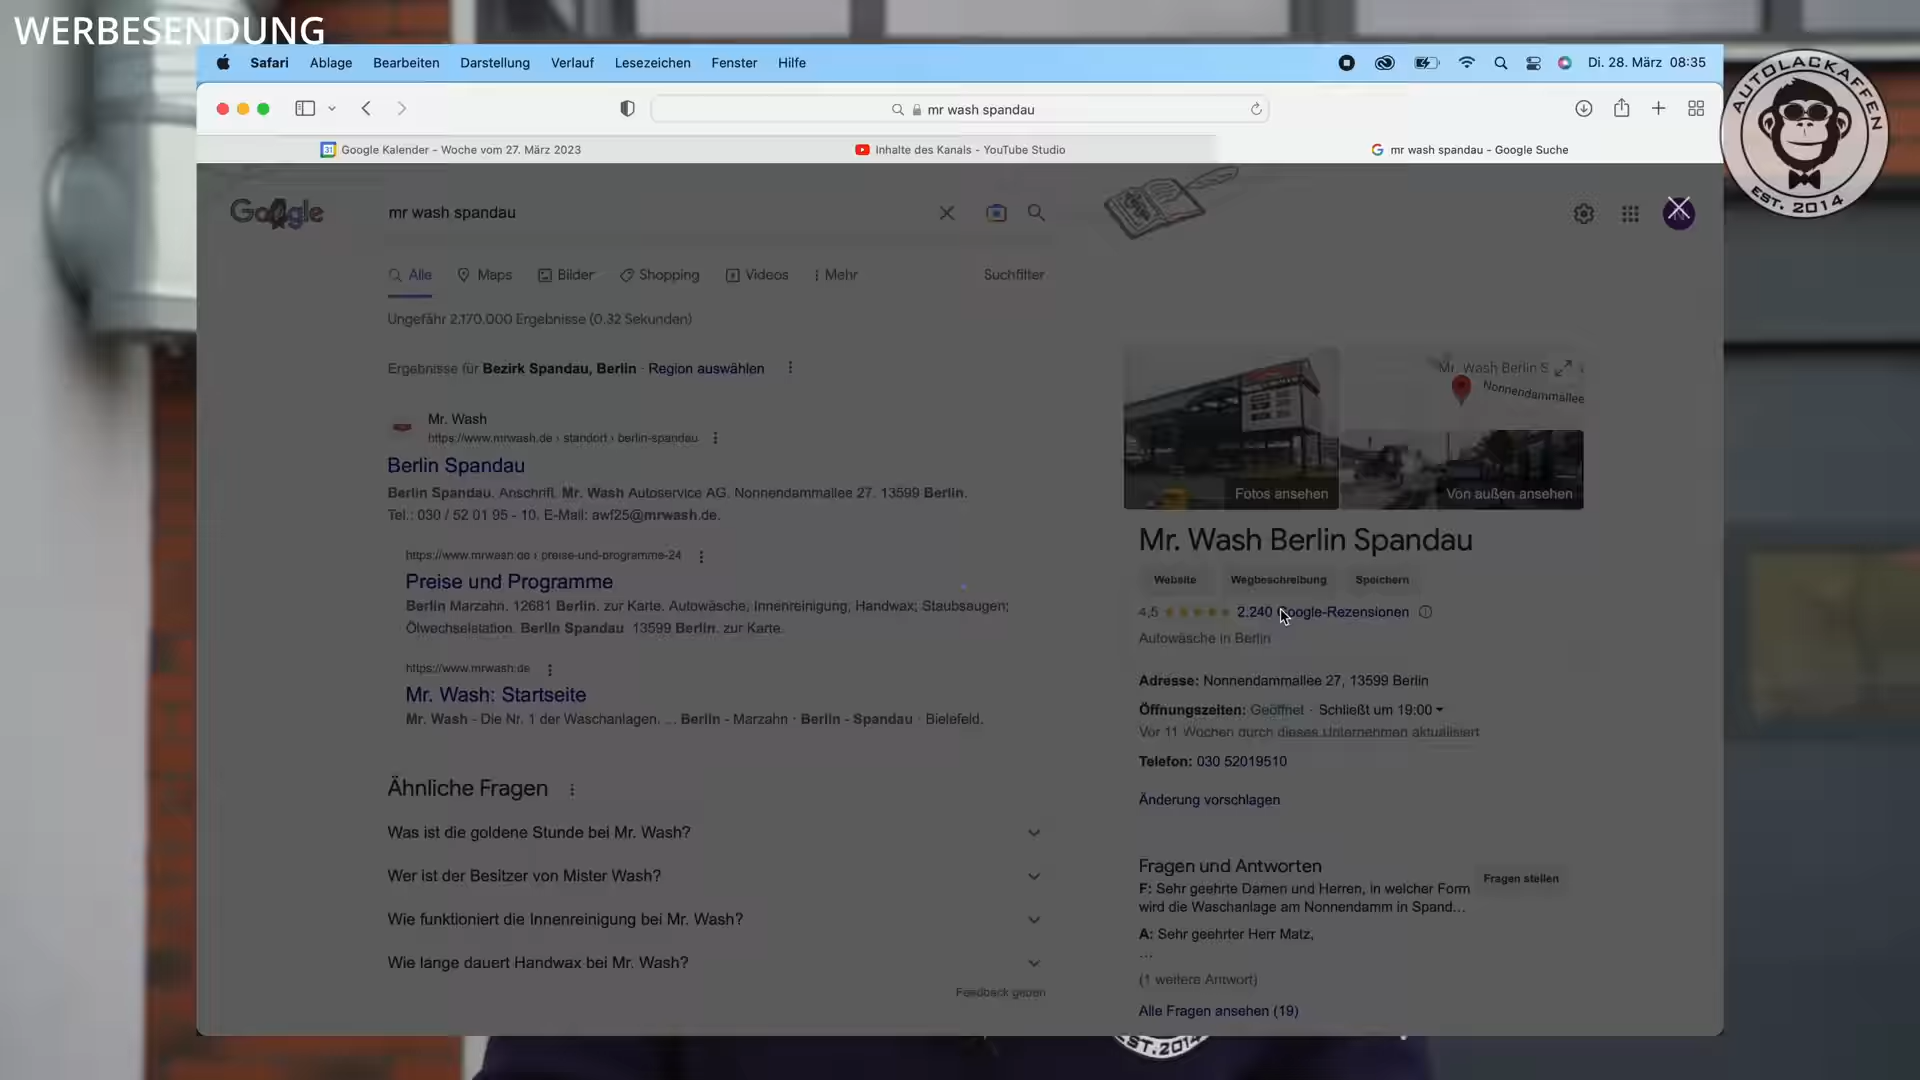 WERBESENDUNG
Safari Ablage Bearbeiten Darstellung Verlauf Lesezeichen Fenster Hilfe
Di. 28. März 08:35
AUTOLACKAFFEN
EST. 2014
mr wash spandau
Google Kalender – Woche vom 27. März 2023
Inhalte des Kanals - YouTube Studio
mr wash spandau - Google Suche
Google
mr wash spandau
Alle Maps Bilder Shopping Videos Mehr Suchfilter
Ungefähr 2.170.000 Ergebnisse (0.32 Sekunden)
Ergebnisse für Bezirk Spandau, Berlin · Region auswählen
Mr. Wash
https://www.mrwash.de › standort › berlin-spandau
Berlin Spandau
Berlin Spandau. Anschrift. Mr. Wash Autoservice AG. Nonnendammallee 27. 13599 Berlin.
Tel.: 030 / 52 01 95 - 10. E-Mail: awf25@mrwash.de.
https://www.mrwash.de › preise-und-programme-24
Preise und Programme
Berlin Marzahn. 12681 Berlin. zur Karte. Autowäsche, Innenreinigung, Handwax; Staubsaugen;
Ölwechselstation. Berlin Spandau 13599 Berlin. zur Karte.
https://www.mrwash.de
Mr. Wash: Startseite
Mr. Wash - Die Nr. 1 der Waschanlagen. ... Berlin - Marzahn · Berlin - Spandau · Bielefeld.
Ähnliche Fragen
Was ist die goldene Stunde bei Mr. Wash?
Wer ist der Besitzer von Mister Wash?
Wie funktioniert die Innenreinigung bei Mr. Wash?
Wie lange dauert Handwax bei Mr. Wash?
Feedback geben
Mr. Wash Berlin S
Nonnendammallee
Fotos ansehen
Von außen ansehen
Mr. Wash Berlin Spandau
Website Wegbeschreibung Speichern
4,5 2.240 Google-Rezensionen
Autowäsche in Berlin
Adresse: Nonnendammallee 27, 13599 Berlin
Öffnungszeiten: Geöffnet · Schließt um 19:00
Vor 11 Wochen durch dieses Unternehmen aktualisiert
Telefon: 030 52019510
Änderung vorschlagen
Fragen und Antworten
Fragen stellen
F: Sehr geehrte Damen und Herren, in welcher Form
wird die Waschanlage am Nonnendamm in Spand...
A: Sehr geehrter Herr Matz,
...
(1 weitere Antwort)
Alle Fragen ansehen (19)
EST.2014